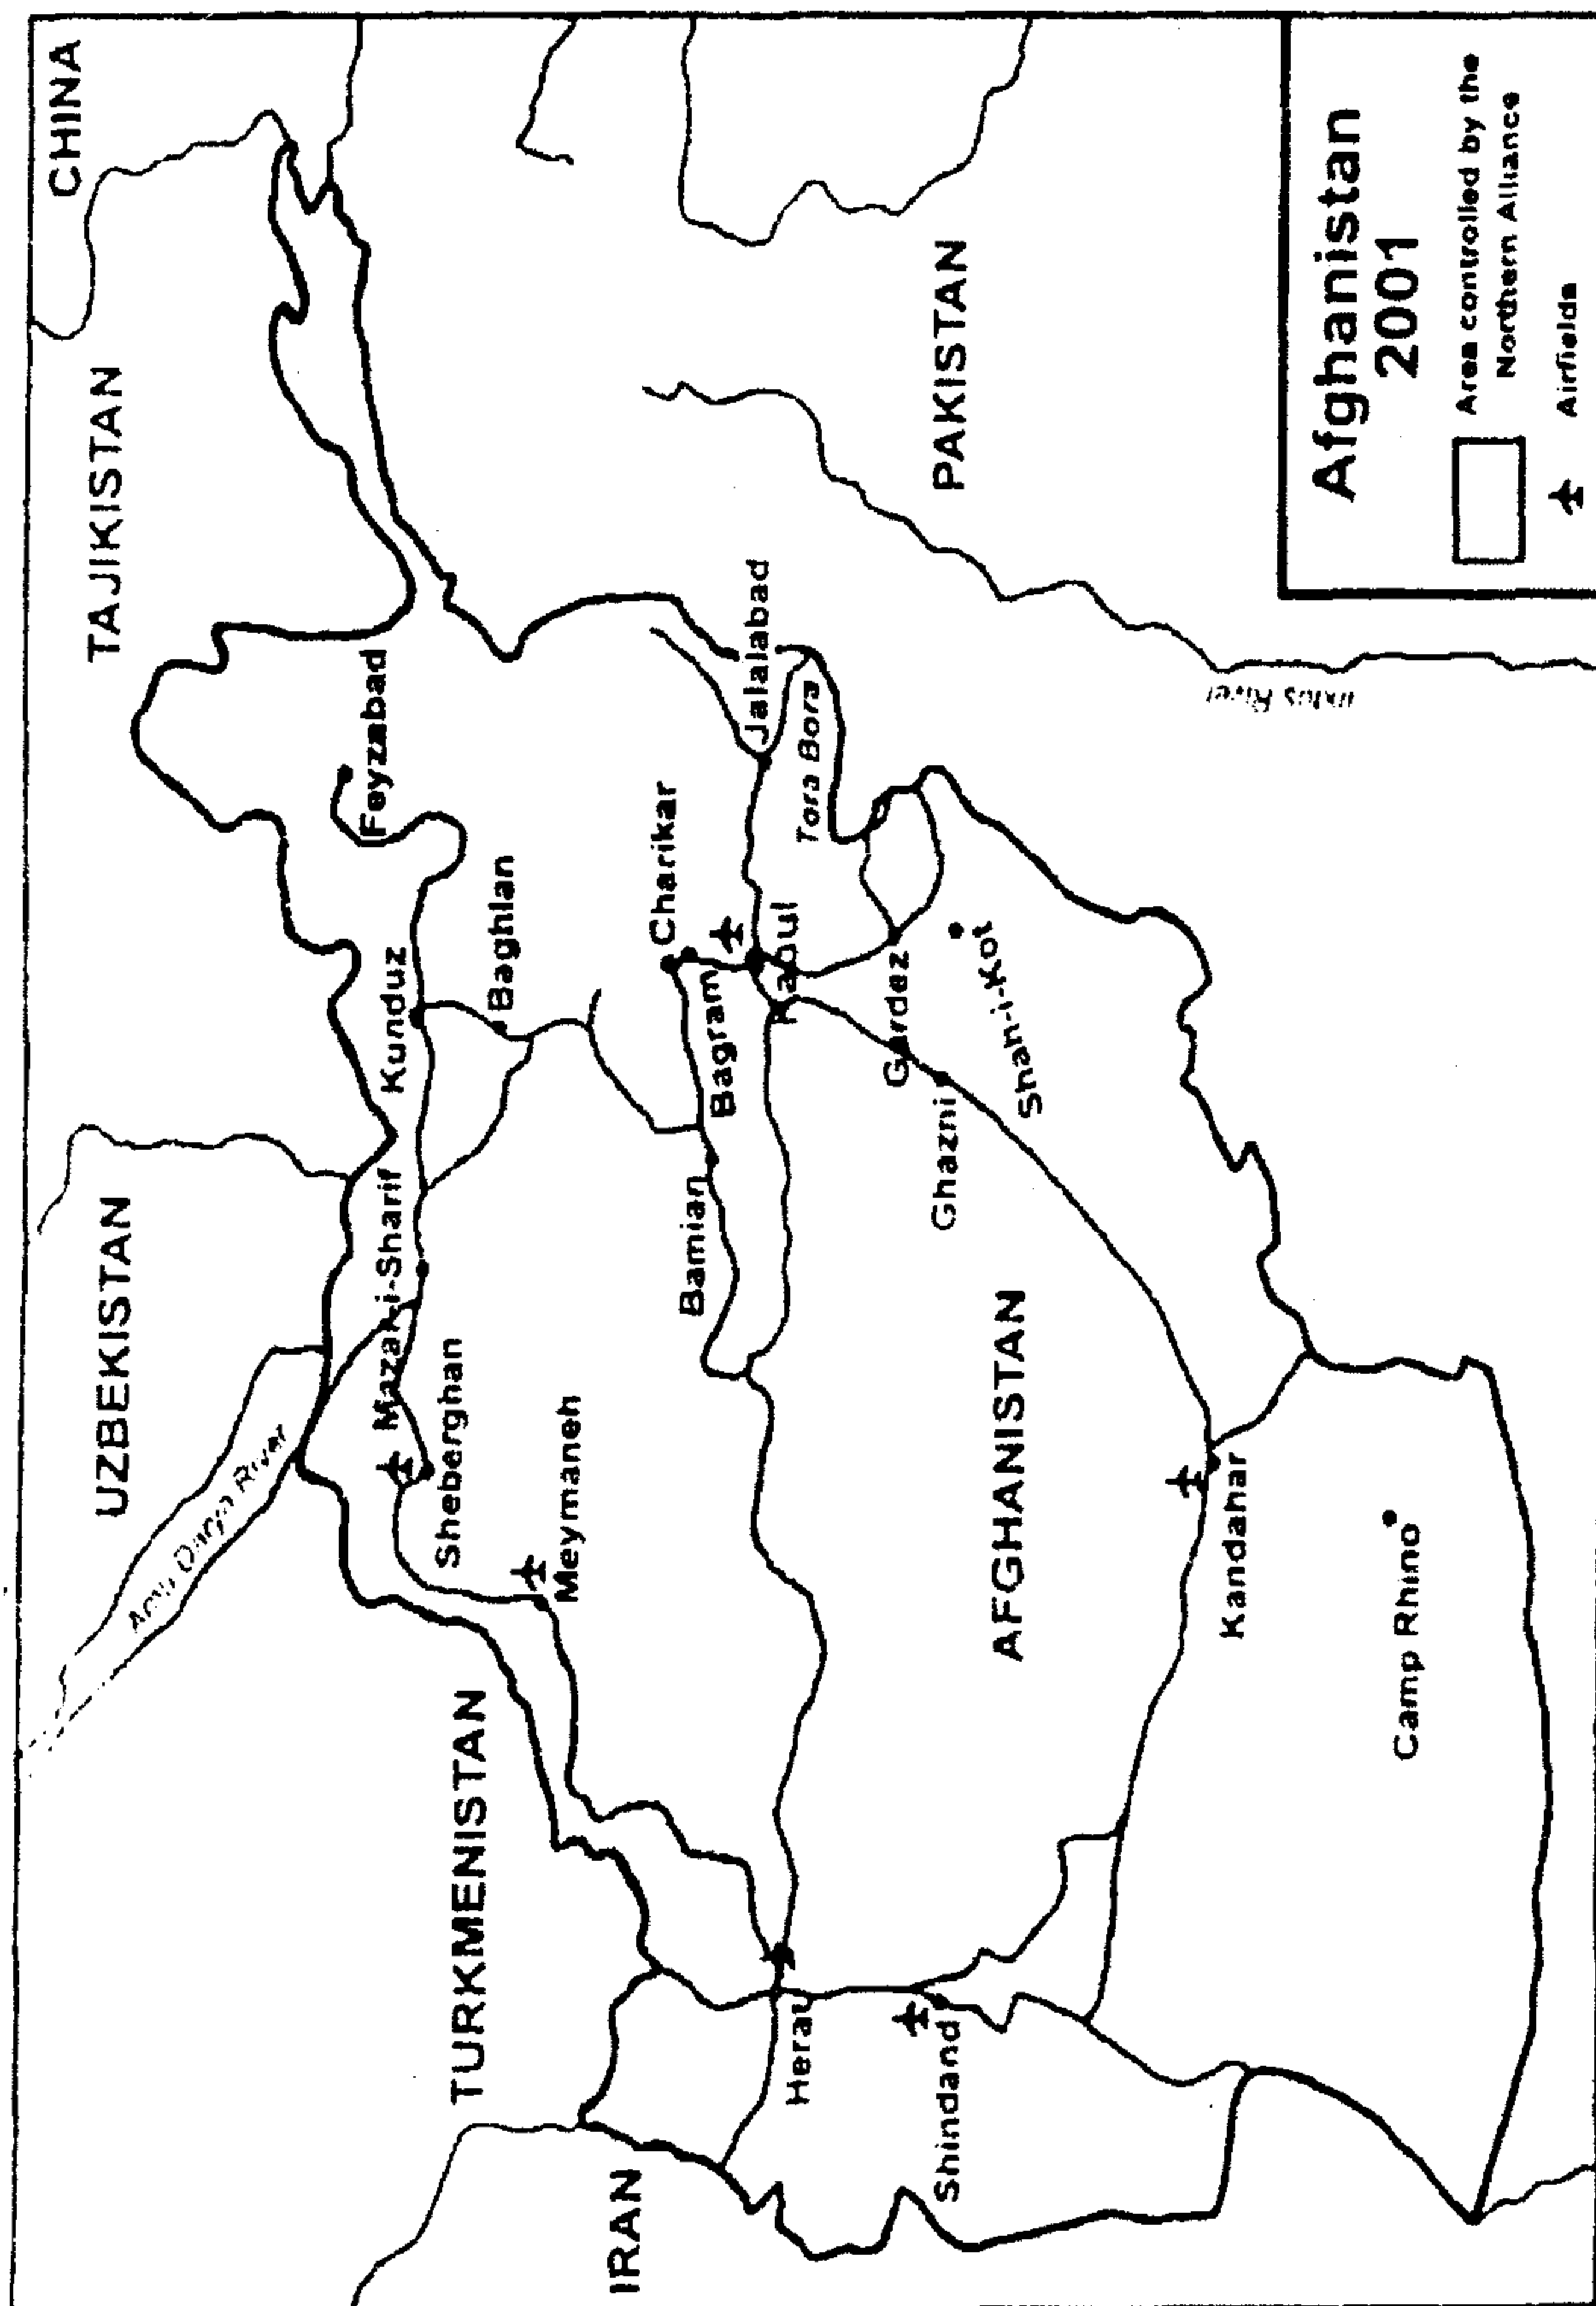 CHINA
TAJIKISTAN
UZBEKISTAN
Amu Darya River
TURKMENISTAN
IRAN
PAKISTAN
AFGHANISTAN
Feyzabad
Kunduz
Mazar-i-Sharif
Sheberghan
Meymaneh
Baghlan
Charikar
Bagram
Bamian
Kabul
Jalalabad
Tora Bora
Gardez
Ghazni
Shah-i-Kot
Herat
Shindand
Kandahar
Camp Rhino
Indus River
Afghanistan
2001
Area controlled by the
Northern Alliance
Airfields